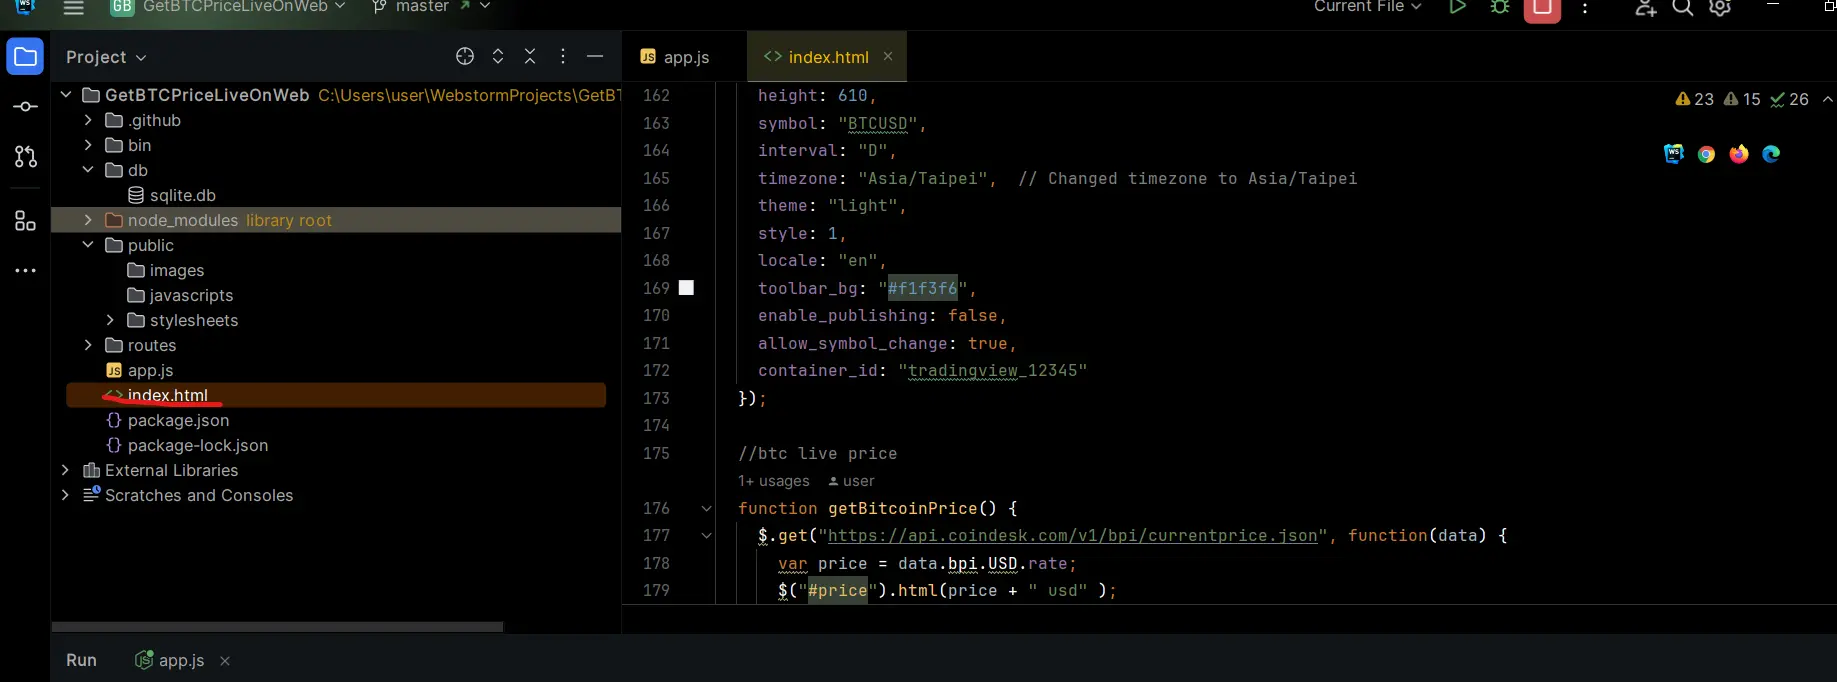 GB GetBTCPriceLiveOnWeb master Current File
Project
GetBTCPriceLiveOnWeb C:\Users\user\WebstormProjects\GetBT
.github
bin
db
sqlite.db
node_modules library root
public
images
javascripts
stylesheets
routes
JS app.js
<> index.html
{} package.json
{} package-lock.json
External Libraries
Scratches and Consoles
JS app.js <> index.html ×
23 15 26
162 height: 610,
163 symbol: "BTCUSD",
164 interval: "D",
165 timezone: "Asia/Taipei", // Changed timezone to Asia/Taipei
166 theme: "light",
167 style: 1,
168 locale: "en",
169 toolbar_bg: "#f1f3f6",
170 enable_publishing: false,
171 allow_symbol_change: true,
172 container_id: "tradingview_12345"
173 });
174
175 //btc live price
1+ usages user
176 function getBitcoinPrice() {
177 $.get("https://api.coindesk.com/v1/bpi/currentprice.json", function(data) {
178 var price = data.bpi.USD.rate;
179 $("#price").html(price + " usd" );
Run app.js ×